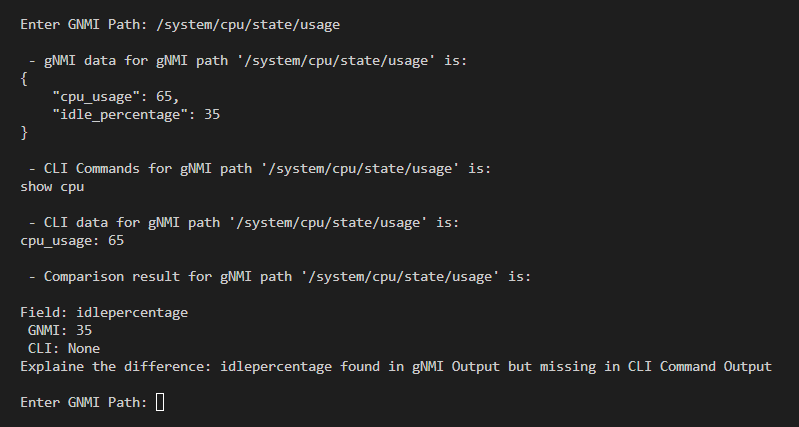 Enter GNMI Path: /system/cpu/state/usage
- gNMI data for gNMI path '/system/cpu/state/usage' is:
{
"cpu_usage": 65,
"idle_percentage": 35
}
- CLI Commands for gNMI path '/system/cpu/state/usage' is:
show cpu
- CLI data for gNMI path '/system/cpu/state/usage' is:
cpu_usage: 65
- Comparison result for gNMI path '/system/cpu/state/usage' is:
Field: idlepercentage
GNMI: 35
CLI: None
Explaine the difference: idlepercentage found in gNMI Output but missing in CLI Command Output
Enter GNMI Path: